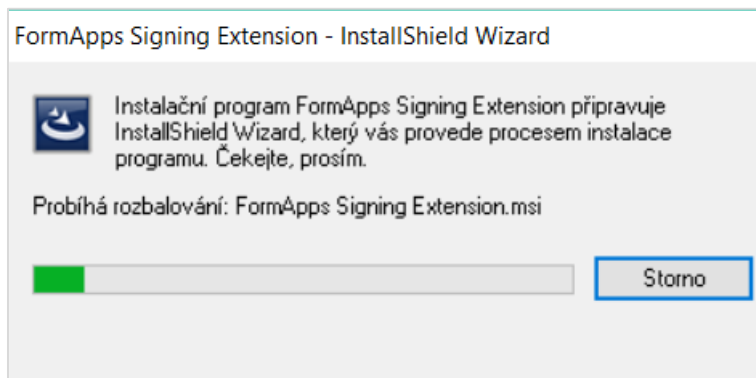 FormApps Signing Extension - InstallShield Wizard
Instalační program FormApps Signing Extension připravuje
InstallShield Wizard, který vás provede procesem instalace
programu. Čekejte, prosím.
Probíhá rozbalování: FormApps Signing Extension.msi
Storno